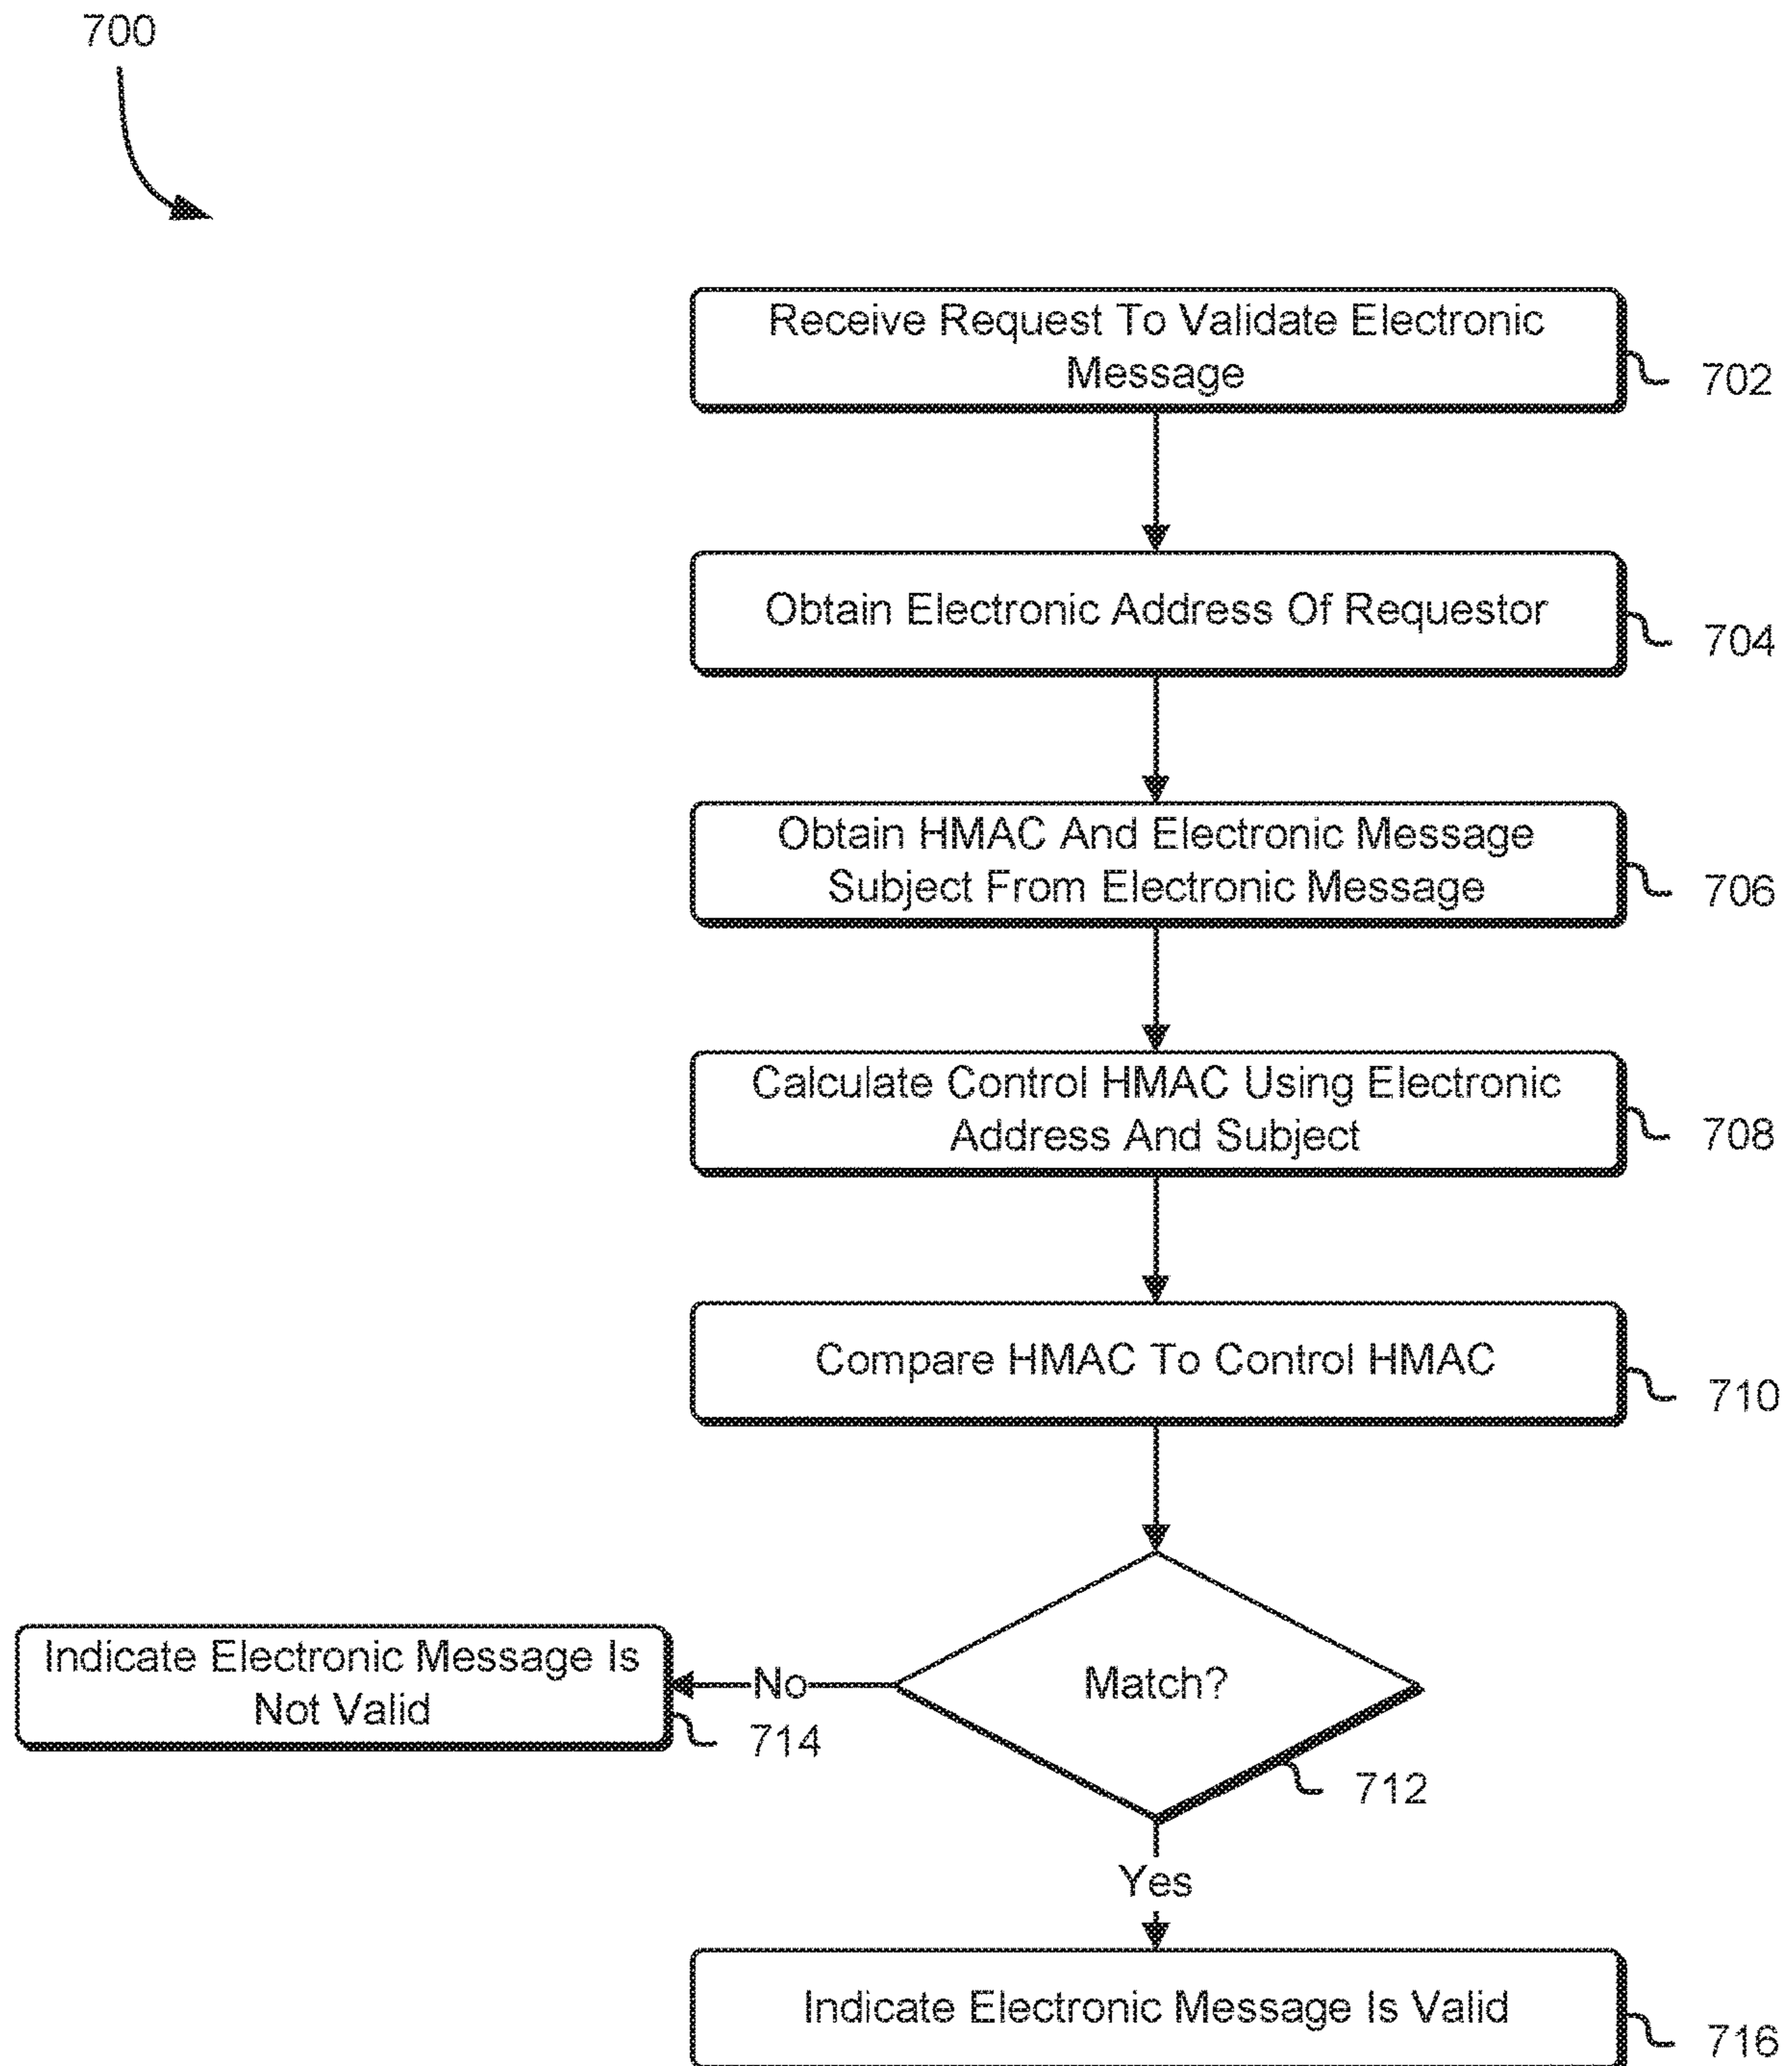 700
Receive Request To Validate Electronic
Message
702
Obtain Electronic Address Of Requestor
704
Obtain HMAC And Electronic Message
Subject From Electronic Message
706
Calculate Control HMAC Using Electronic
Address And Subject
708
Compare HMAC To Control HMAC
710
Match?
712
No
Indicate Electronic Message Is
Not Valid
714
Yes
Indicate Electronic Message Is Valid
716